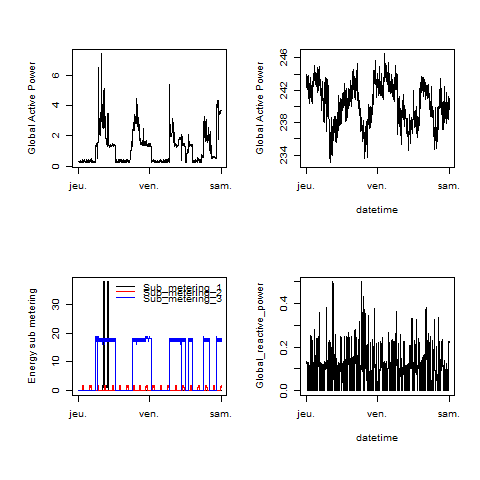 Global Active Power
0 2 4 6
jeu. ven. sam.
Global Active Power
234 238 242 246
jeu. ven. sam.
datetime
Energy sub metering
0 10 20 30
Sub_metering_1
Sub_metering_2
Sub_metering_3
jeu. ven. sam.
Global_reactive_power
0.0 0.2 0.4
jeu. ven. sam.
datetime